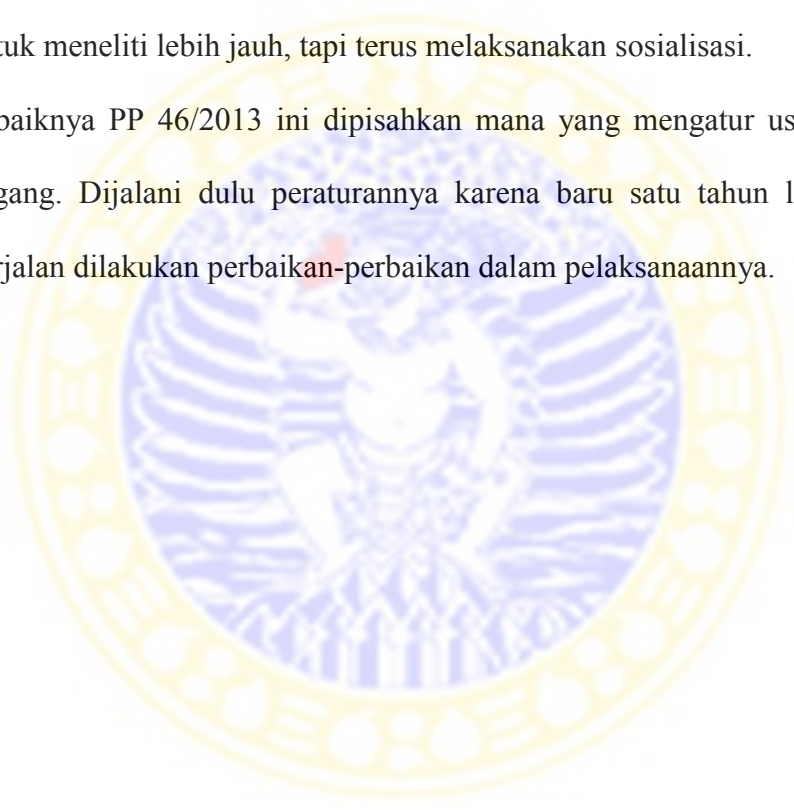 tuk meneliti lebih jauh, tapi terus melaksanakan sosialisasi.
baiknya PP 46/2013 ini dipisahkan mana yang mengatur us
gang. Dijalani dulu peraturannya karena baru satu tahun l
rjalan dilakukan perbaikan-perbaikan dalam pelaksanaannya.